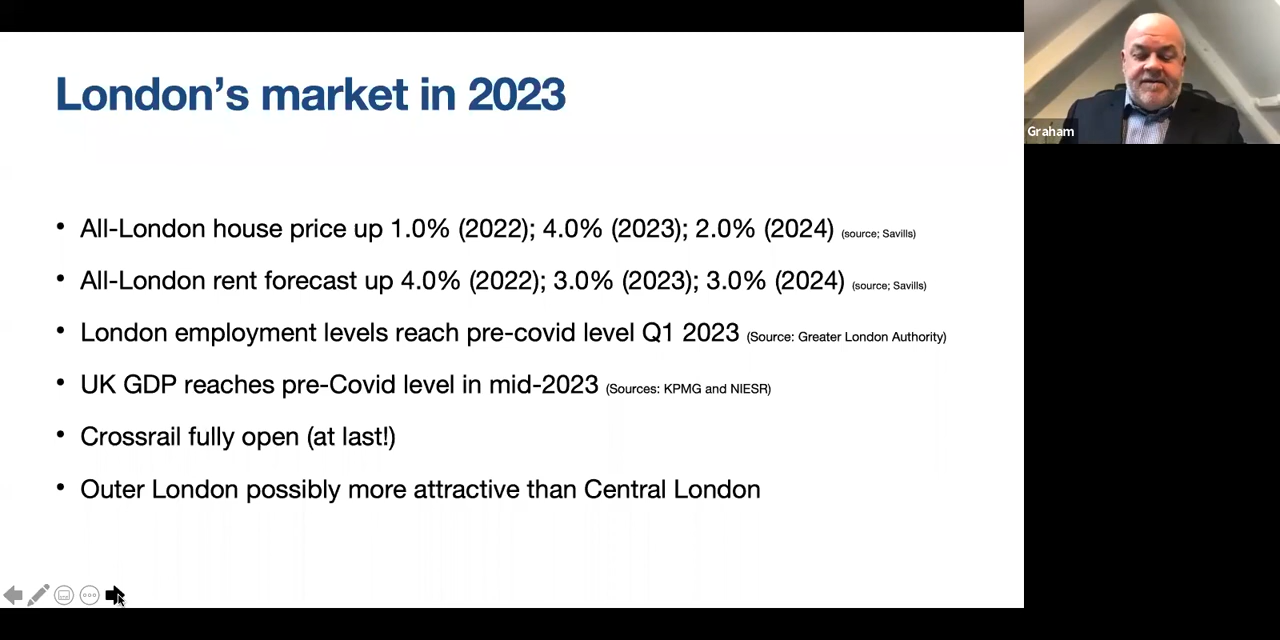 London's market in 2023
• All-London house price up 1.0% (2022); 4.0% (2023); 2.0% (2024) (source; Savills)
• All-London rent forecast up 4.0% (2022); 3.0% (2023); 3.0% (2024) (source; Savills)
• London employment levels reach pre-covid level Q1 2023 (Source: Greater London Authority)
• UK GDP reaches pre-Covid level in mid-2023 (Sources: KPMG and NIESR)
• Crossrail fully open (at last!)
• Outer London possibly more attractive than Central London
Graham